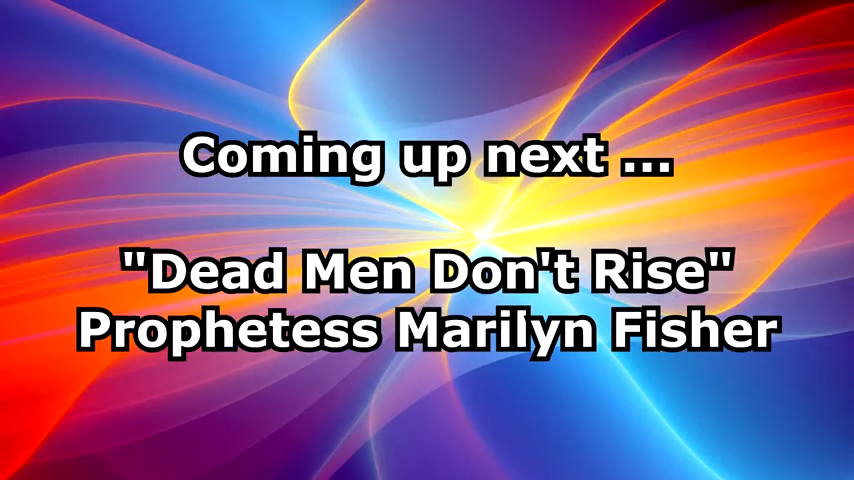 Coming up next ...
"Dead Men Don't Rise"
Prophetess Marilyn Fisher